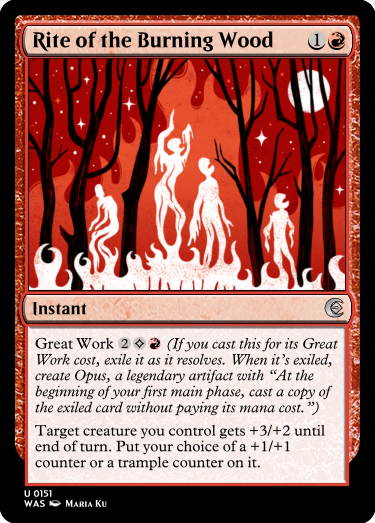 Rite of the Burning Wood 1
Instant
Great Work 2 (If you cast this for its Great
Work cost, exile it as it resolves. When it's exiled,
create Opus, a legendary artifact with “At the
beginning of your first main phase, cast a copy
of the exiled card without paying its mana cost.”)
Target creature you control gets +3/+2 until
end of turn. Put your choice of a +1/+1
counter or a trample counter on it.
U 0151
WAS Maria Ku